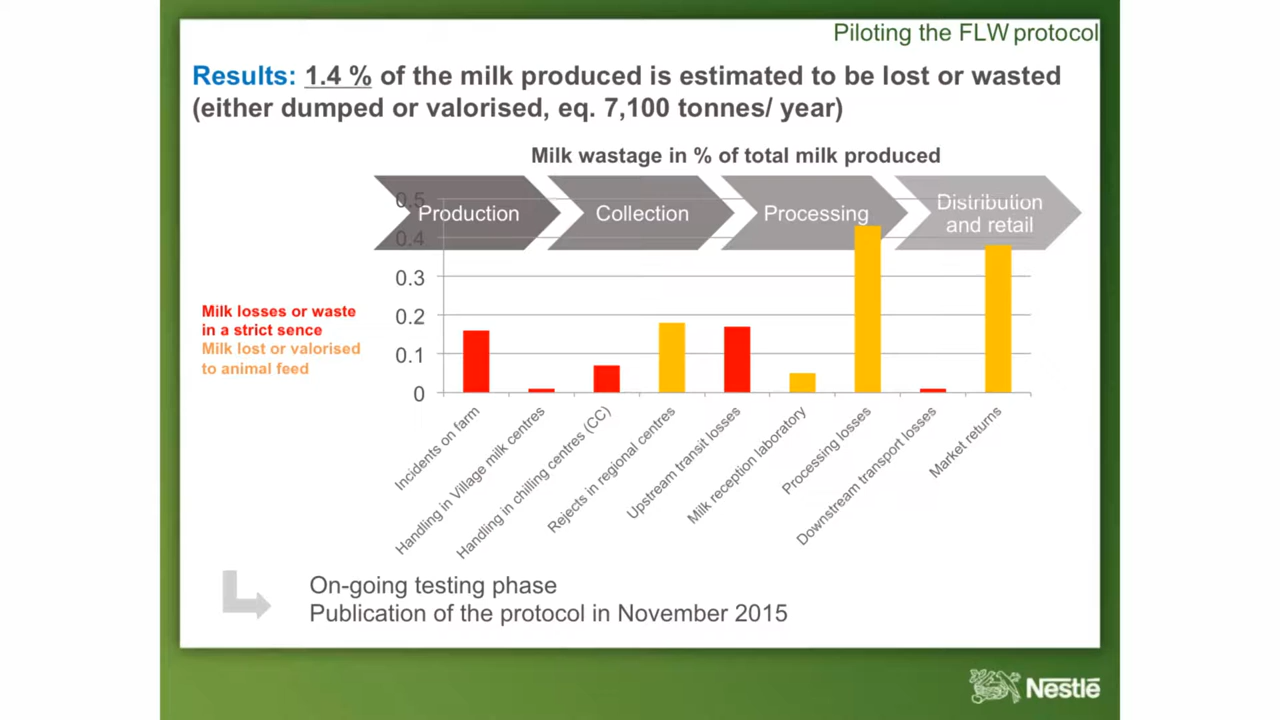 Piloting the FLW protocol
Results: 1.4 % of the milk produced is estimated to be lost or wasted
(either dumped or valorised, eq. 7,100 tonnes/ year)
Milk wastage in % of total milk produced
Production
Collection
Processing
Distribution
and retail
0.5
0.4
0.3
0.2
0.1
0
Milk losses or waste
in a strict sence
Milk lost or valorised
to animal feed
Incidents on farm
Handling in Village milk centres
Handling in chilling centres (CC)
Rejects in regional centres
Upstream transit losses
Milk reception laboratory
Processing losses
Downstream transport losses
Market returns
On-going testing phase
Publication of the protocol in November 2015
Nestlé